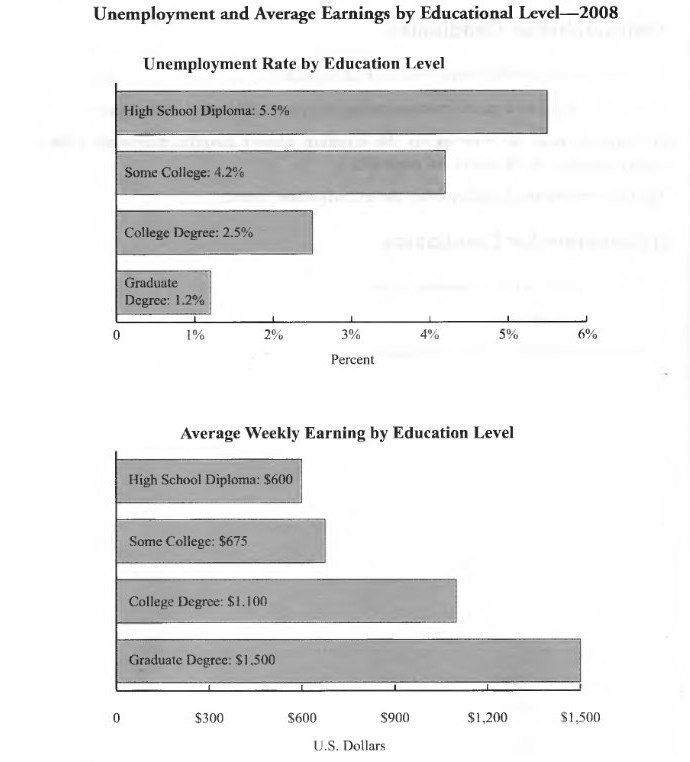 Unemployment and Average Earnings by Educational Level—2008
Unemployment Rate by Education Level
High School Diploma: 5.5%
Some College: 4.2%
College Degree: 2.5%
Graduate
Degree: 1.2%
0 1% 2% 3% 4% 5% 6%
Percent
Average Weekly Earning by Education Level
High School Diploma: $600
Some College: $675
College Degree: $1,100
Graduate Degree: $1,500
0 $300 $600 $900 $1,200 $1,500
U.S. Dollars